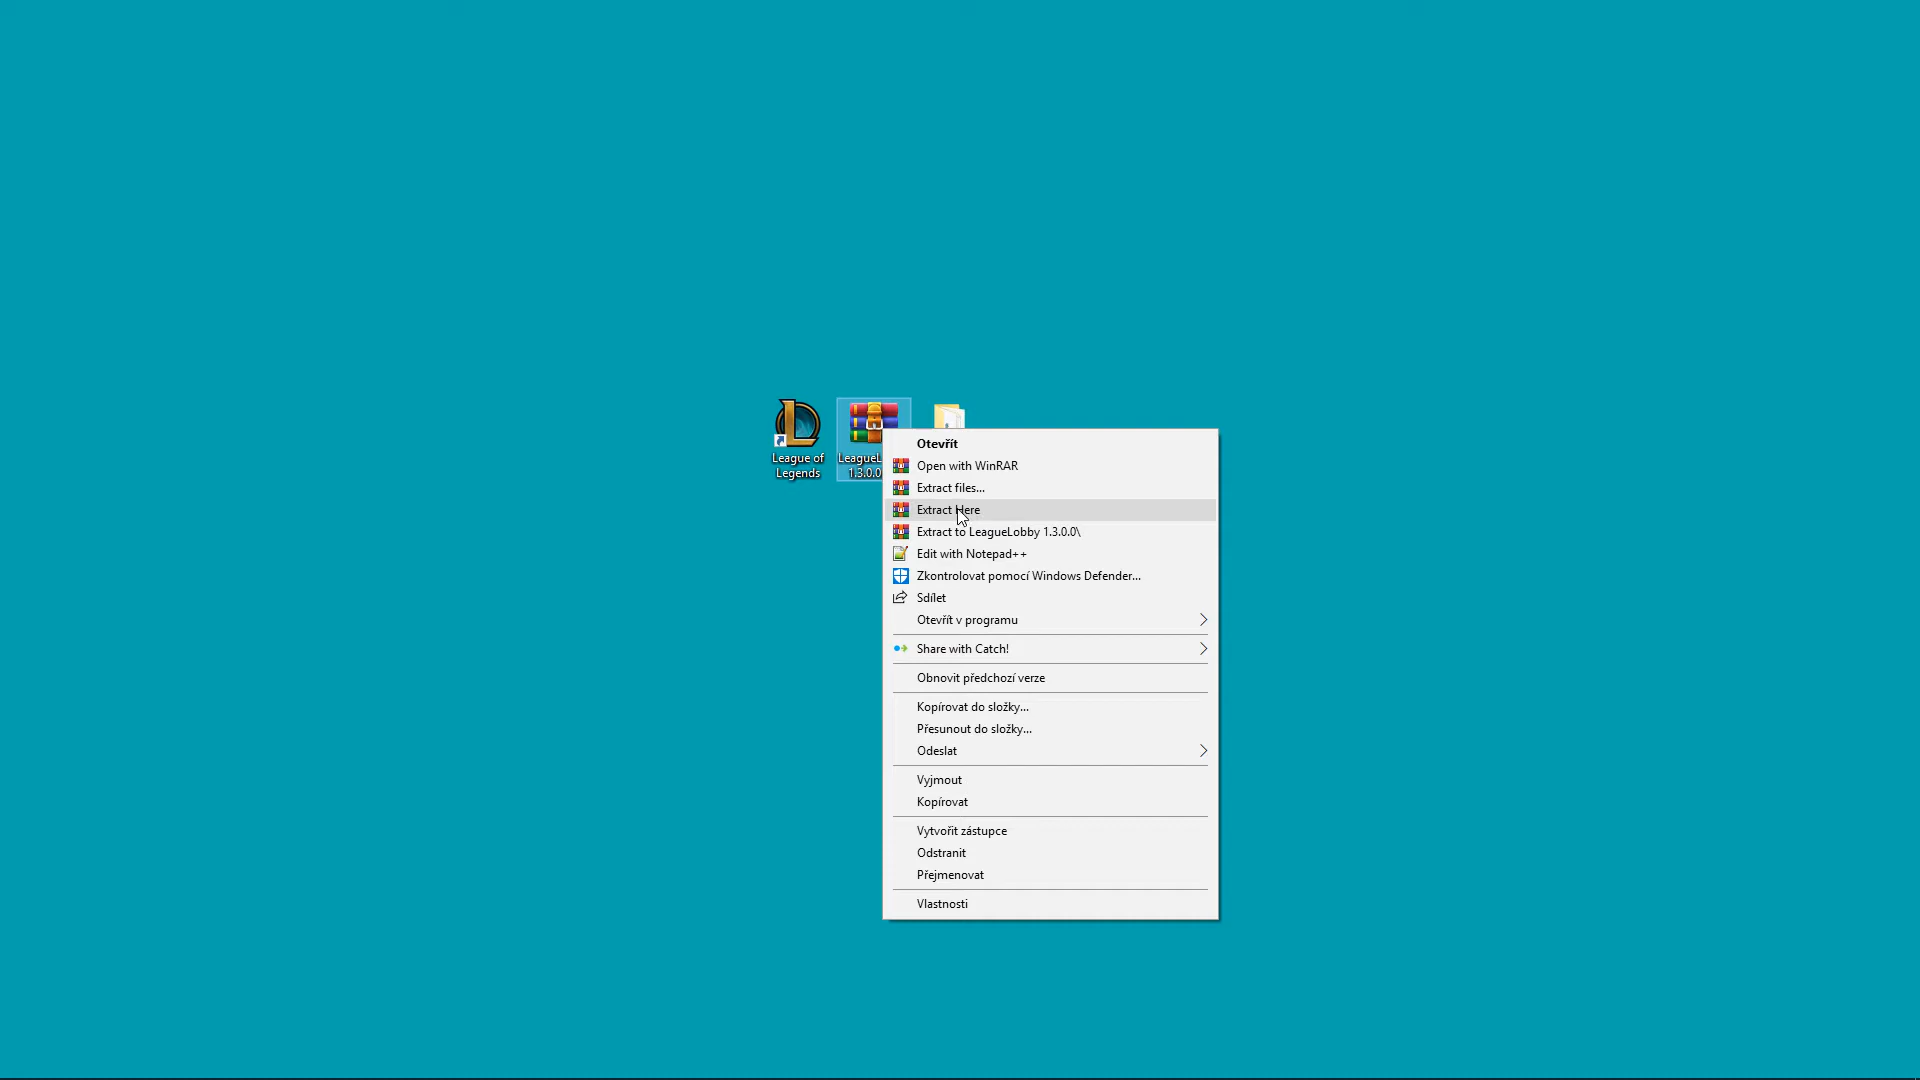 League of
Legends
LeagueL
1.3.0.0
Otevřít
Open with WinRAR
Extract files...
Extract Here
Extract to LeagueLobby 1.3.0.0\
Edit with Notepad++
Zkontrolovat pomocí Windows Defender...
Sdílet
Otevřít v programu
Share with Catch!
Obnovit předchozí verze
Kopírovat do složky...
Přesunout do složky...
Odeslat
Vyjmout
Kopírovat
Vytvořit zástupce
Odstranit
Přejmenovat
Vlastnosti